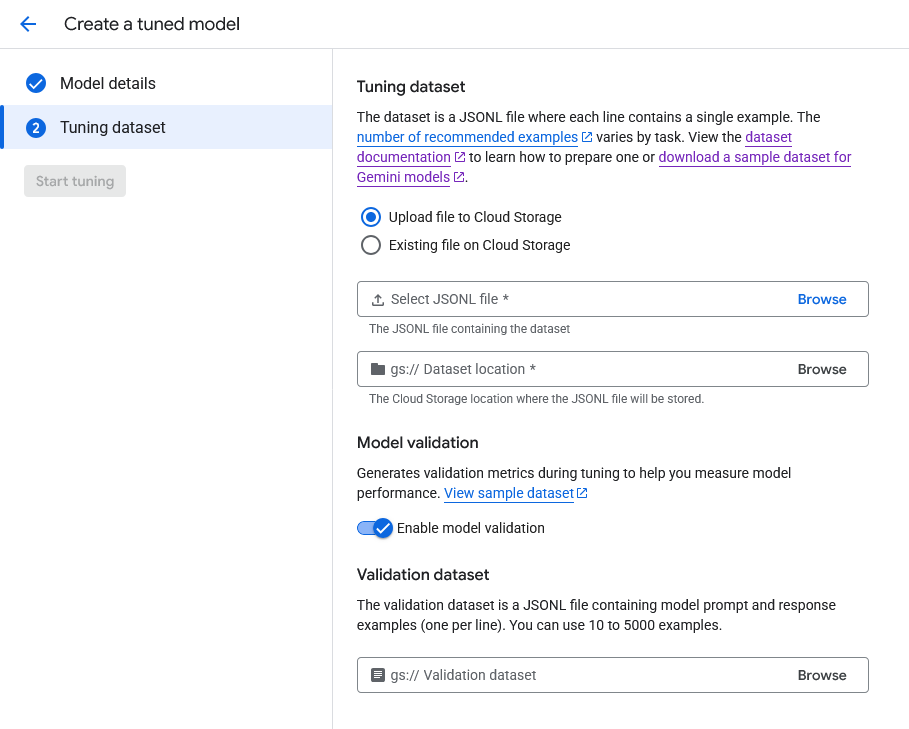 Create a tuned model
Model details
2 Tuning dataset
Start tuning
Tuning dataset
The dataset is a JSONL file where each line contains a single example. The
number of recommended examples varies by task. View the dataset
documentation to learn how to prepare one or download a sample dataset for
Gemini models.
Upload file to Cloud Storage
Existing file on Cloud Storage
Select JSONL file * Browse
The JSONL file containing the dataset
gs:// Dataset location * Browse
The Cloud Storage location where the JSONL file will be stored.
Model validation
Generates validation metrics during tuning to help you measure model
performance. View sample dataset
Enable model validation
Validation dataset
The validation dataset is a JSONL file containing model prompt and response
examples (one per line). You can use 10 to 5000 examples.
gs:// Validation dataset Browse